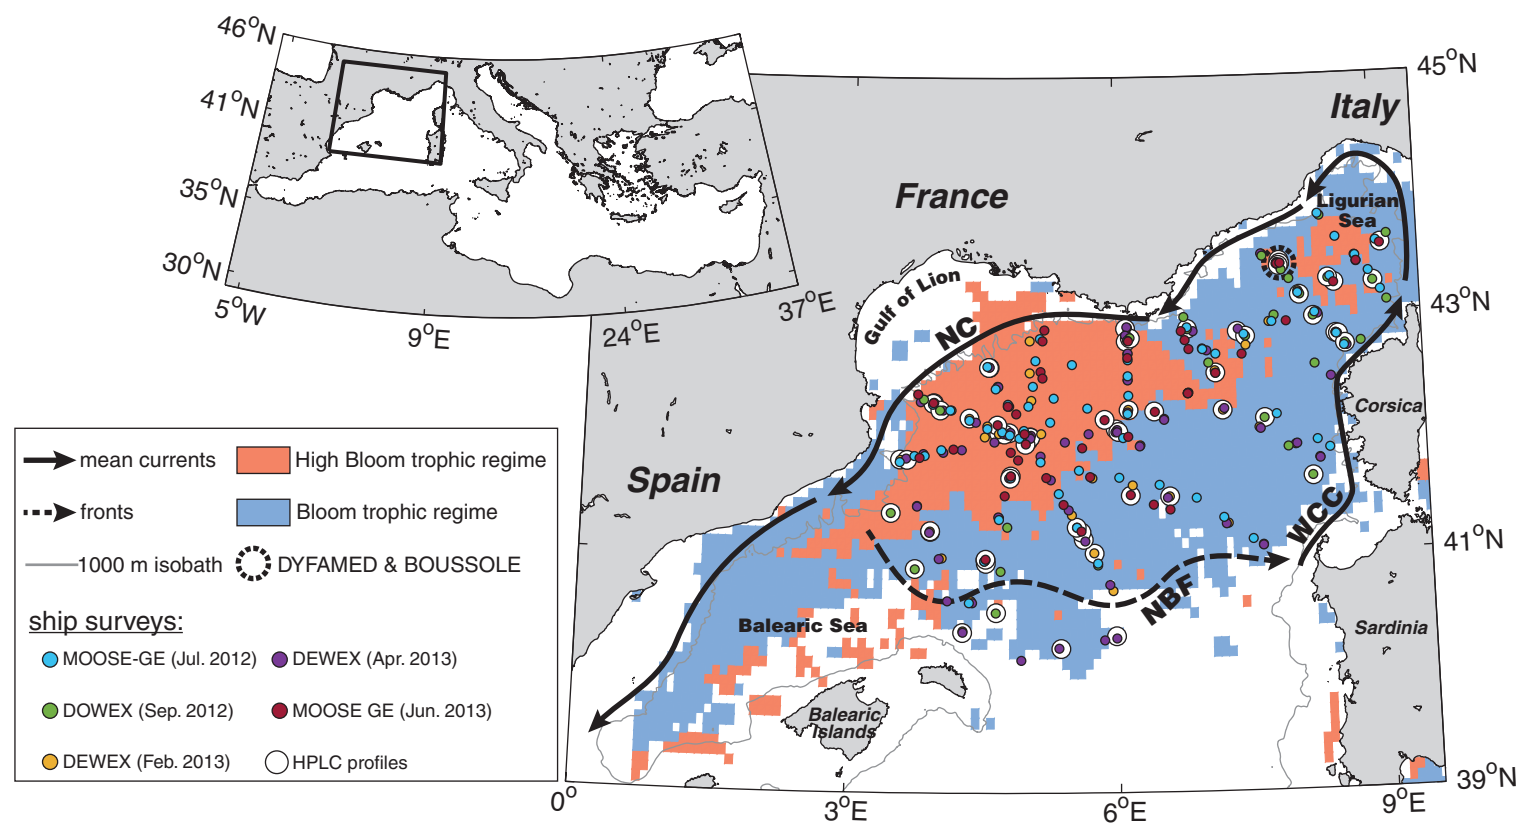 46°N
41°N
35°N
30°N
5°W
9°E
24°E
37°E
45°N
43°N
41°N
39°N
0°
3°E
6°E
9°E
Italy
France
Spain
Ligurian
Sea
Gulf of Lion
NC
Corsica
WCC
NBF
Sardinia
Balearic Sea
Balearic
Islands
mean currents
High Bloom trophic regime
fronts
Bloom trophic regime
1000 m isobath
DYFAMED & BOUSSOLE
ship surveys:
MOOSE-GE (Jul. 2012)
DEWEX (Apr. 2013)
DOWEX (Sep. 2012)
MOOSE GE (Jun. 2013)
DEWEX (Feb. 2013)
HPLC profiles